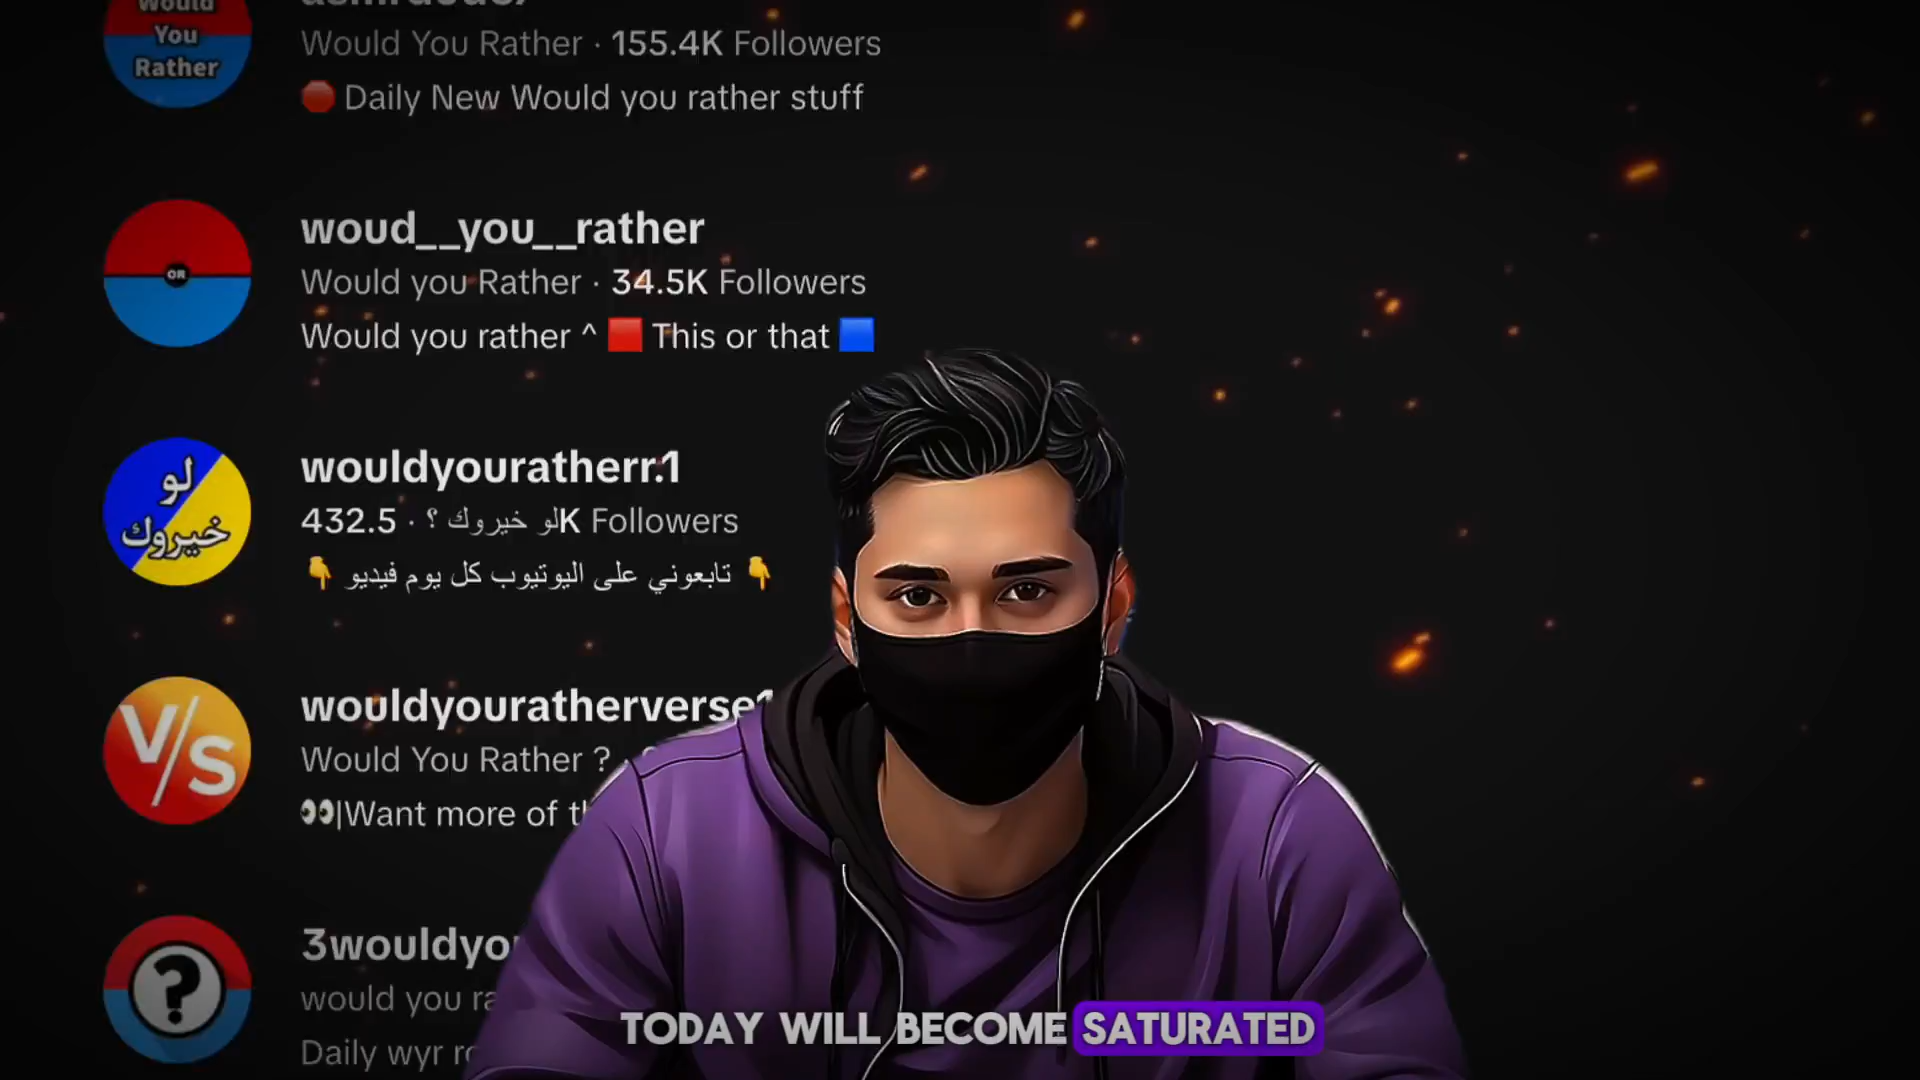 Would
You
Rather
Would You Rather · 155.4K Followers
Daily New Would you rather stuff
OR
woud__you__rather
Would you Rather · 34.5K Followers
Would you rather ^ 🟥 This or that 🟦
لو
خيروك
wouldyouratherr.1
432.5 · لو خيروك ؟K Followers
👇 تابعوني على اليوتيوب كل يوم فيديو 👇
V/S
wouldyouratherverse1
Would You Rather ? ·
👀|Want more of
?
3wouldyo
would you
Daily wyr
TODAY WILL BECOME SATURATED